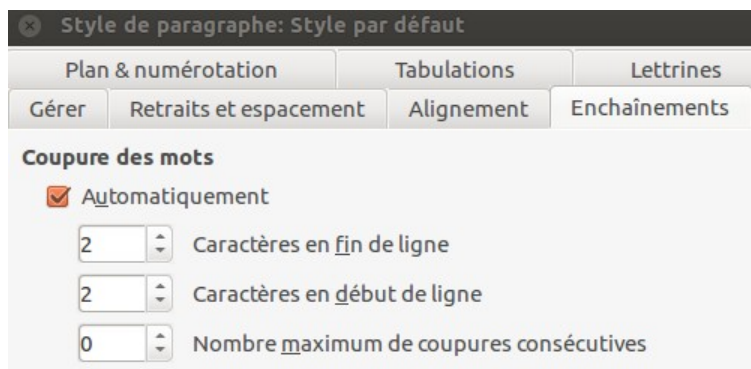 Style de paragraphe: Style par défaut
Plan & numérotation Tabulations Lettrines
Gérer Retraits et espacement Alignement Enchaînements
Coupure des mots
Automatiquement
2 Caractères en fin de ligne
2 Caractères en début de ligne
0 Nombre maximum de coupures consécutives